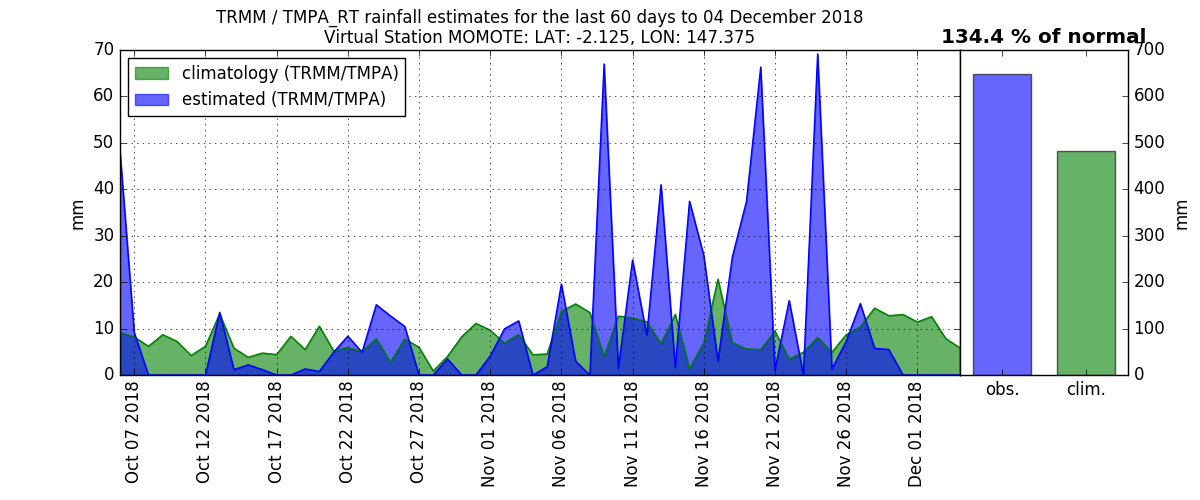 TRMM / TMPA_RT rainfall estimates for the last 60 days to 04 December 2018
Virtual Station MOMOTE: LAT: -2.125, LON: 147.375
134.4 % of normal
climatology (TRMM/TMPA)
estimated (TRMM/TMPA)
70
60
50
40
30
20
10
0
mm
Oct 07 2018
Oct 12 2018
Oct 17 2018
Oct 22 2018
Oct 27 2018
Nov 01 2018
Nov 06 2018
Nov 11 2018
Nov 16 2018
Nov 21 2018
Nov 26 2018
Dec 01 2018
obs.
clim.
700
600
500
400
300
200
100
0
mm